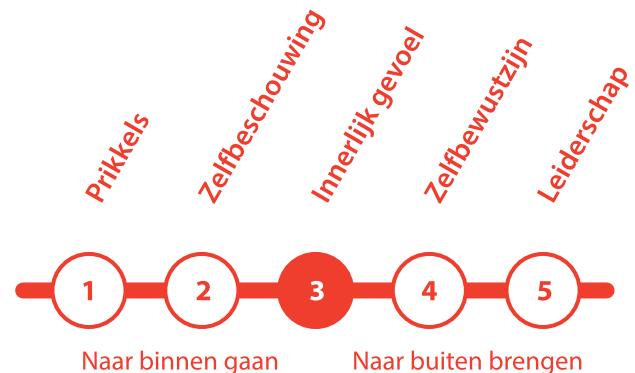 Prikkels
Zelfbeschouwing
Innerlijk gevoel
Zelfbewustzijn
Leiderschap
1
2
3
4
5
Naar binnen gaan
Naar buiten brengen